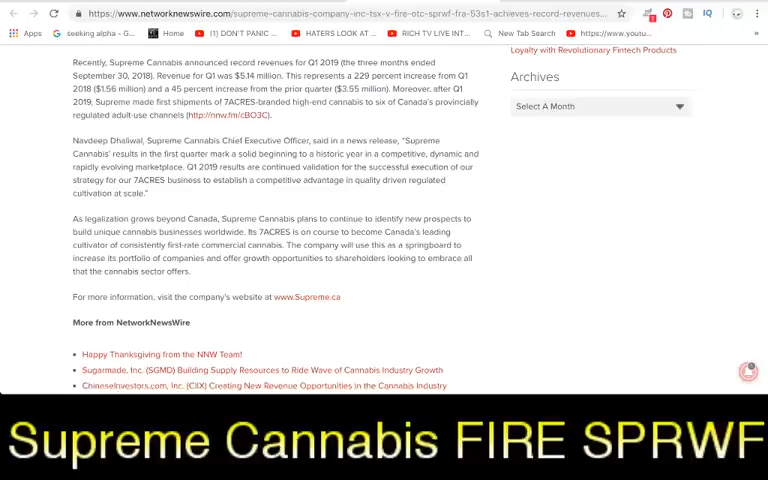 https://www.networknewswire.com/supreme-cannabis-company-inc-tsx-v-fire-otc-sprwf-fra-53s1-achieves-record-revenues...
Apps
seeking alpha - G...
Home
(1) DON'T PANIC ...
HATERS LOOK AT ...
RICH TV LIVE INT...
New Tab Search
https://www.yout...
Loyalty with Revolutionary Fintech Products
Archives
Select A Month
Recently, Supreme Cannabis announced record revenues for Q1 2019 (the three months ended
September 30, 2018). Revenue for Q1 was $5.14 million. This represents a 229 percent increase from Q1
2018 ($1.56 million) and a 45 percent increase from the prior quarter ($3.55 million). Moreover, after Q1
2019, Supreme made first shipments of 7ACRES-branded high-end cannabis to six of Canada's provincially
regulated adult-use channels (http://nnw.fm/cBO3C).
Navdeep Dhaliwal, Supreme Cannabis Chief Executive Officer, said in a news release, "Supreme
Cannabis' results in the first quarter mark a solid beginning to a historic year in a competitive, dynamic and
rapidly evolving marketplace. Q1 2019 results are continued validation for the successful execution of our
strategy for our 7ACRES business to establish a competitive advantage in quality driven regulated
cultivation at scale."
As legalization grows beyond Canada, Supreme Cannabis plans to continue to identify new prospects to
build unique cannabis businesses worldwide. Its 7ACRES is on course to become Canada's leading
cultivator of consistently first-rate commercial cannabis. The company will use this as a springboard to
increase its portfolio of companies and offer growth opportunities to shareholders looking to embrace all
that the cannabis sector offers.
For more information, visit the company's website at www.Supreme.ca
More from NetworkNewsWire
Happy Thanksgiving from the NNW Team!
Sugarmade, Inc. (SGMD) Building Supply Resources to Ride Wave of Cannabis Industry Growth
ChineseInvestors.com, Inc. (CIIX) Creating New Revenue Opportunities in the Cannabis Industry
Supreme Cannabis FIRE SPRWF